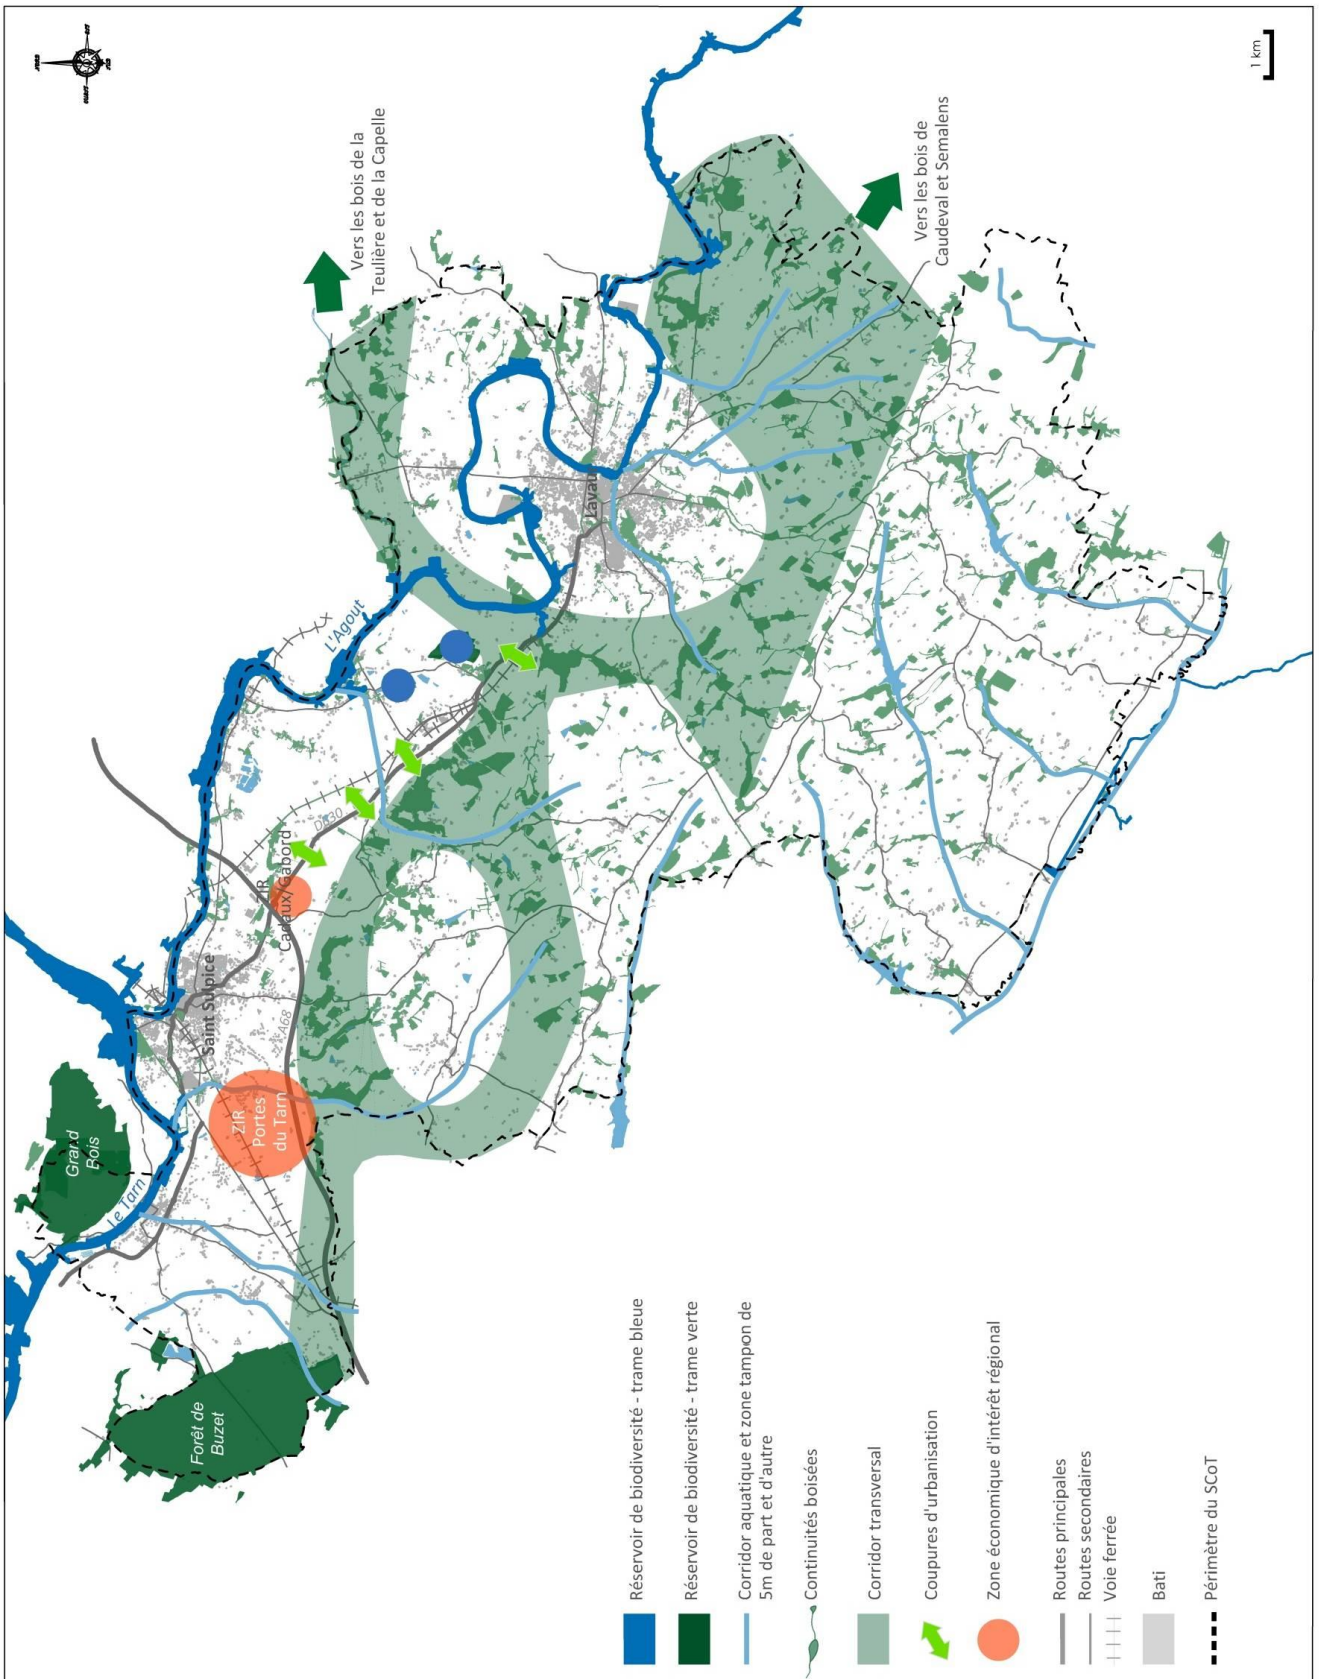 Vers les bois de la
Teulière et de la Capelle
Vers les bois de
Caudeval et Semalens
1 km
L'Agout
Lavaur
D630
ZIR
Cadaux/Gabord
Saint Sulpice
A68
ZIR
Portes
du Tarn
Grand
Bois
Le Tarn
Forêt de
Buzet
Réservoir de biodiversité - trame bleue
Réservoir de biodiversité - trame verte
Corridor aquatique et zone tampon de
5m de part et d'autre
Continuités boisées
Corridor transversal
Coupures d'urbanisation
Zone économique d'intérêt régional
Routes principales
Routes secondaires
Voie ferrée
Bati
Périmètre du SCoT